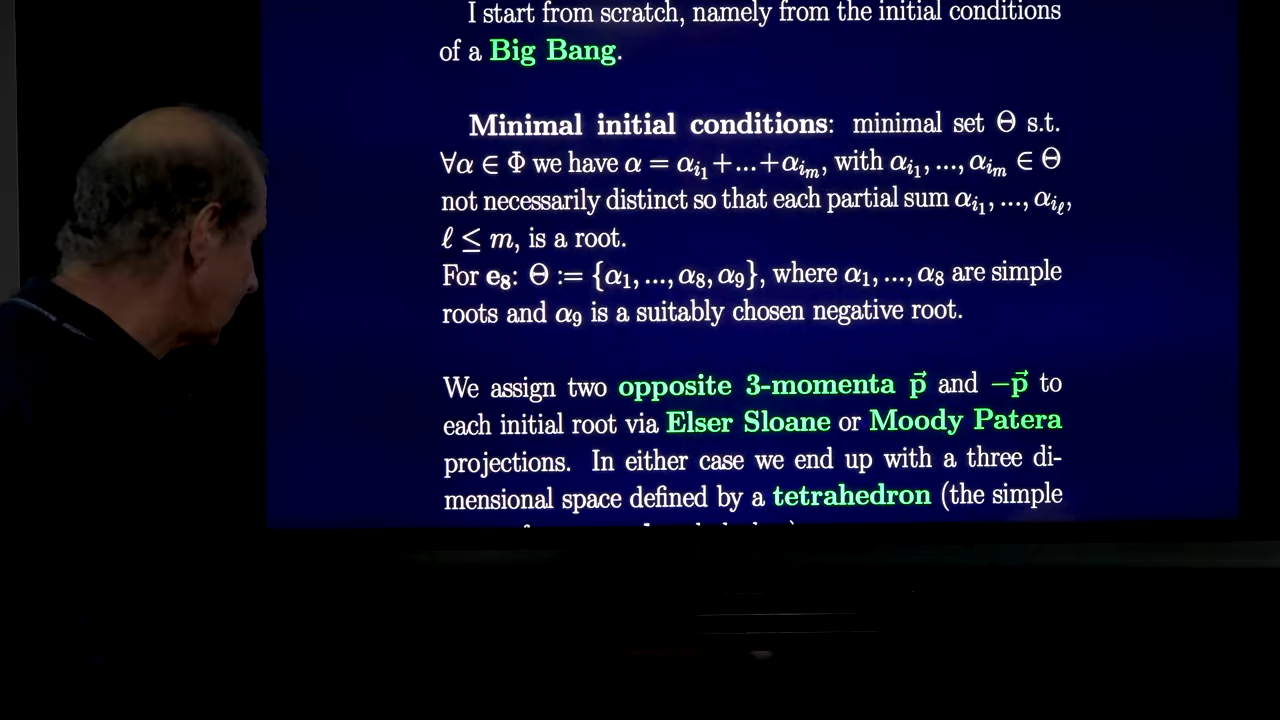 I start from scratch, namely from the initial conditions
of a Big Bang.
Minimal initial conditions: minimal set Θ s.t.
∀α ∈ Φ we have α = α_{i_1}+...+α_{i_m}, with α_{i_1}, ..., α_{i_m} ∈ Θ
not necessarily distinct so that each partial sum α_{i_1}, ..., α_{i_ℓ},
ℓ ≤ m, is a root.
For e₈: Θ := {α₁, ..., α₈, α₉}, where α₁, ..., α₈ are simple
roots and α₉ is a suitably chosen negative root.
We assign two opposite 3-momenta p⃗ and −p⃗ to
each initial root via Elser Sloane or Moody Patera
projections. In either case we end up with a three di-
mensional space defined by a tetrahedron (the simple